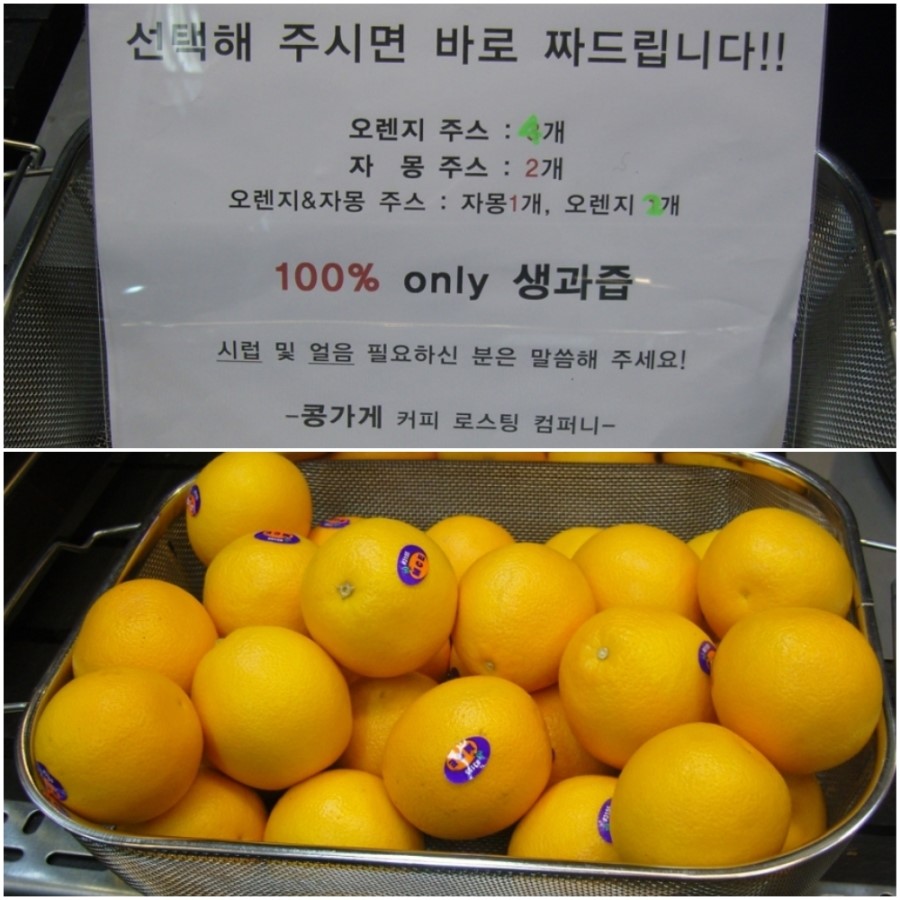 선택해 주시면 바로 짜드립니다!!
오렌지 주스 : 4개
자 몽 주스 : 2개
오렌지&자몽 주스 : 자몽1개, 오렌지 2개
100% only 생과즙
시럽 및 얼음 필요하신 분은 말씀해 주세요!
-콩가게 커피 로스팅 컴퍼니-